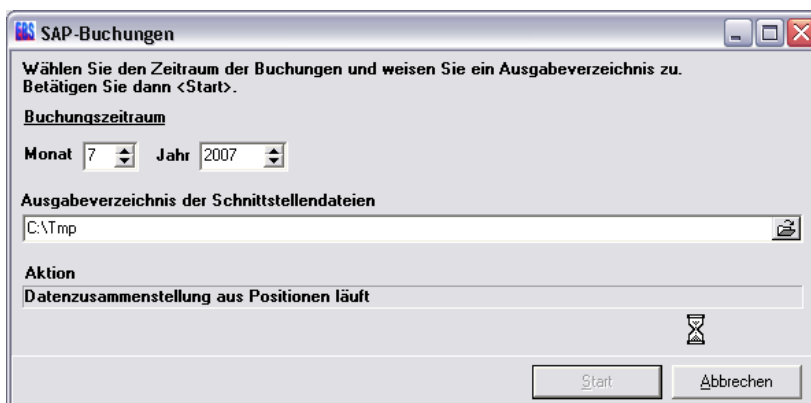 EBS SAP-Buchungen
Wählen Sie den Zeitraum der Buchungen und weisen Sie ein Ausgabeverzeichnis zu.
Betätigen Sie dann <Start>.
Buchungszeitraum
Monat 7 Jahr 2007
Ausgabeverzeichnis der Schnittstellendateien
C:\Tmp
Aktion
Datenzusammenstellung aus Positionen läuft
Start Abbrechen